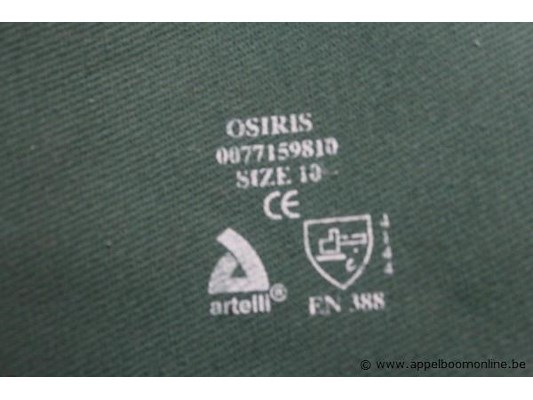 OSIRIS
0077159810
SIZE 10
CE
artelli®
EN 388
© www.appelboomonline.be